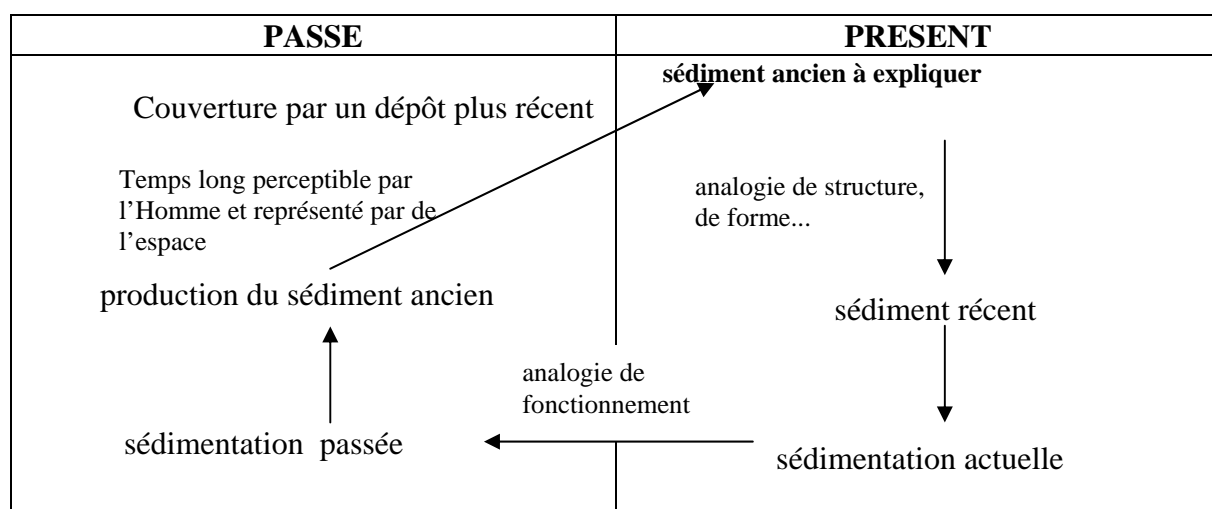 PASSE
PRESENT
sédiment ancien à expliquer
Couverture par un dépôt plus récent
Temps long perceptible par
l’Homme et représenté par de
l’espace
analogie de structure,
de forme...
production du sédiment ancien
sédiment récent
analogie de
fonctionnement
sédimentation passée
sédimentation actuelle